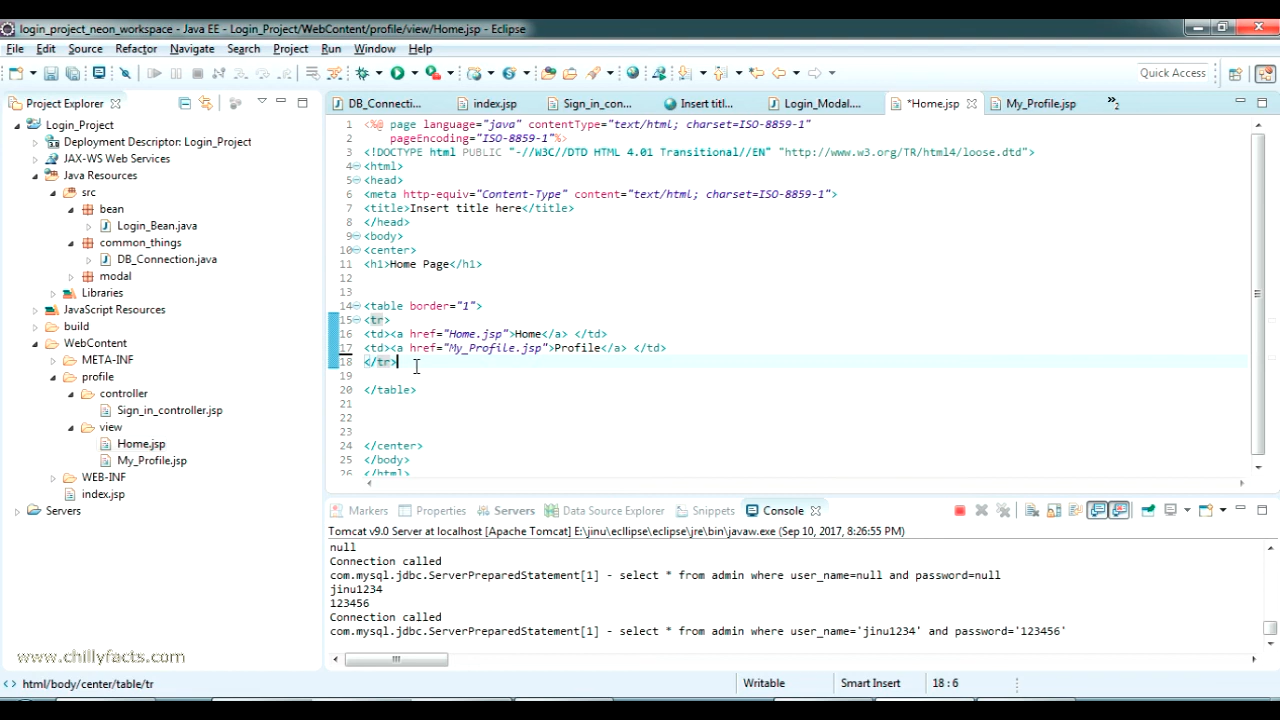 login_project_neon_workspace - Java EE - Login_Project/WebContent/profile/view/Home.jsp - Eclipse
File Edit Source Refactor Navigate Search Project Run Window Help
Quick Access
Project Explorer
DB_Connecti... index.jsp Sign_in_con... Insert titl... Login_Modal.... *Home.jsp My_Profile.jsp »2
Login_Project
Deployment Descriptor: Login_Project
JAX-WS Web Services
Java Resources
src
bean
Login_Bean.java
common_things
DB_Connection.java
modal
Libraries
JavaScript Resources
build
WebContent
META-INF
profile
controller
Sign_in_controller.jsp
view
Home.jsp
My_Profile.jsp
WEB-INF
index.jsp
Servers
1 <%@ page language="java" contentType="text/html; charset=ISO-8859-1"
2 pageEncoding="ISO-8859-1"%>
3 <!DOCTYPE html PUBLIC "-//W3C//DTD HTML 4.01 Transitional//EN" "http://www.w3.org/TR/html4/loose.dtd">
4 <html>
5 <head>
6 <meta http-equiv="Content-Type" content="text/html; charset=ISO-8859-1">
7 <title>Insert title here</title>
8 </head>
9 <body>
10 <center>
11 <h1>Home Page</h1>
12
13
14 <table border="1">
15 <tr>
16 <td><a href="Home.jsp">Home</a> </td>
17 <td><a href="My_Profile.jsp">Profile</a> </td>
18 </tr>
19
20 </table>
21
22
23
24 </center>
25 </body>
26 </html>
Markers Properties Servers Data Source Explorer Snippets Console
Tomcat v9.0 Server at localhost [Apache Tomcat] E:\jinu\ecllipse\eclipse\jre\bin\javaw.exe (Sep 10, 2017, 8:26:55 PM)
null
Connection called
com.mysql.jdbc.ServerPreparedStatement[1] - select * from admin where user_name=null and password=null
jinu1234
123456
Connection called
com.mysql.jdbc.ServerPreparedStatement[1] - select * from admin where user_name='jinu1234' and password='123456'
www.chillyfacts.com
html/body/center/table/tr
Writable Smart Insert 18 : 6